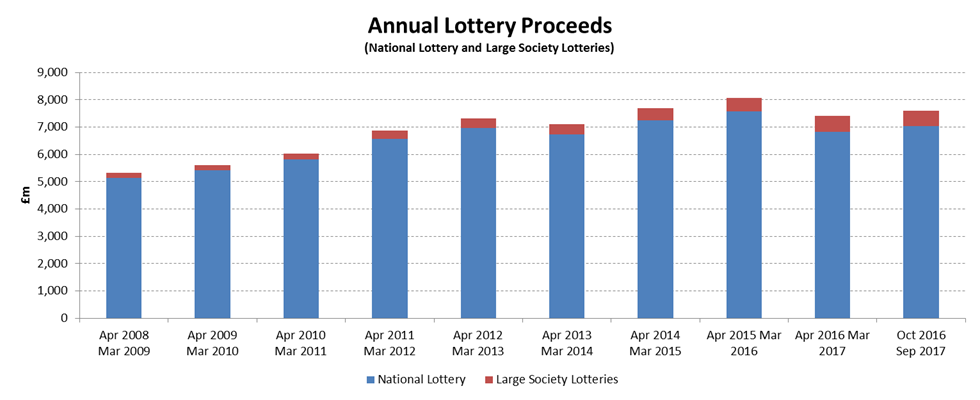 Annual Lottery Proceeds
(National Lottery and Large Society Lotteries)
9,000
8,000
7,000
6,000
5,000
4,000
3,000
2,000
1,000
0
£m
Apr 2008
Mar 2009
Apr 2009
Mar 2010
Apr 2010
Mar 2011
Apr 2011
Mar 2012
Apr 2012
Mar 2013
Apr 2013
Mar 2014
Apr 2014
Mar 2015
Apr 2015 Mar
2016
Apr 2016 Mar
2017
Oct 2016
Sep 2017
National Lottery
Large Society Lotteries